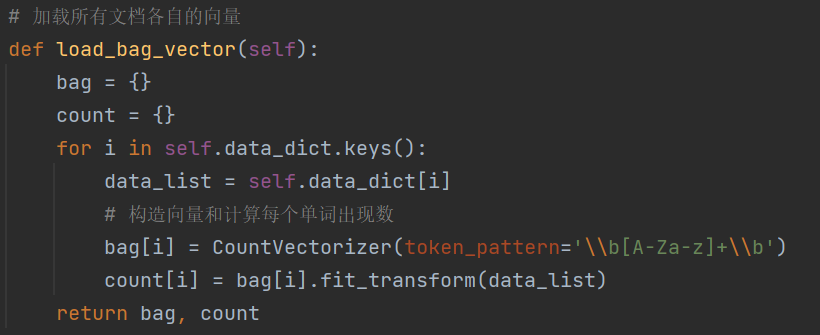 # 加载所有文档各自的向量
def load_bag_vector(self):
    bag = {}
    count = {}
    for i in self.data_dict.keys():
        data_list = self.data_dict[i]
        # 构造向量和计算每个单词出现数
        bag[i] = CountVectorizer(token_pattern='\\b[A-Za-z]+\\b')
        count[i] = bag[i].fit_transform(data_list)
    return bag, count